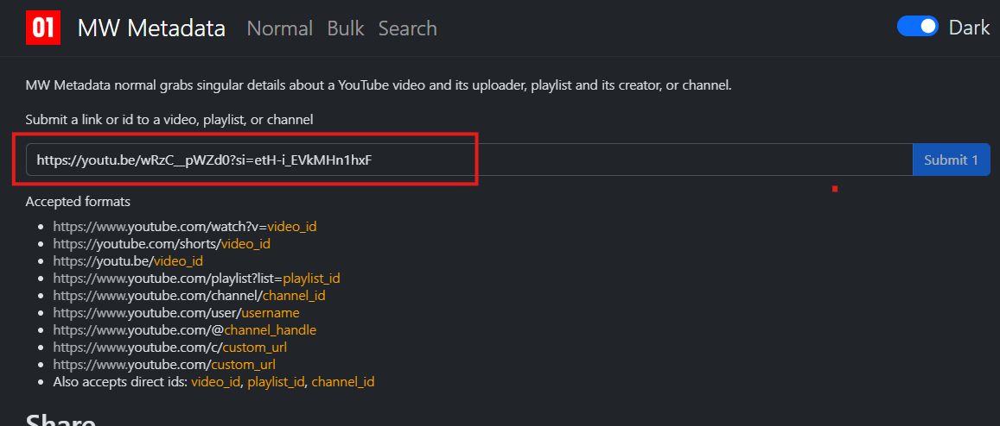 01 MW Metadata Normal Bulk Search Dark
MW Metadata normal grabs singular details about a YouTube video and its uploader, playlist and its creator, or channel.
Submit a link or id to a video, playlist, or channel
https://youtu.be/wRzC__pWZd0?si=etH-i_EVkMHn1hxF Submit 1
Accepted formats
https://www.youtube.com/watch?v=video_id
https://youtube.com/shorts/video_id
https://youtu.be/video_id
https://www.youtube.com/playlist?list=playlist_id
https://www.youtube.com/channel/channel_id
https://www.youtube.com/user/username
https://www.youtube.com/@channel_handle
https://www.youtube.com/c/custom_url
https://www.youtube.com/custom_url
Also accepts direct ids: video_id, playlist_id, channel_id
Share